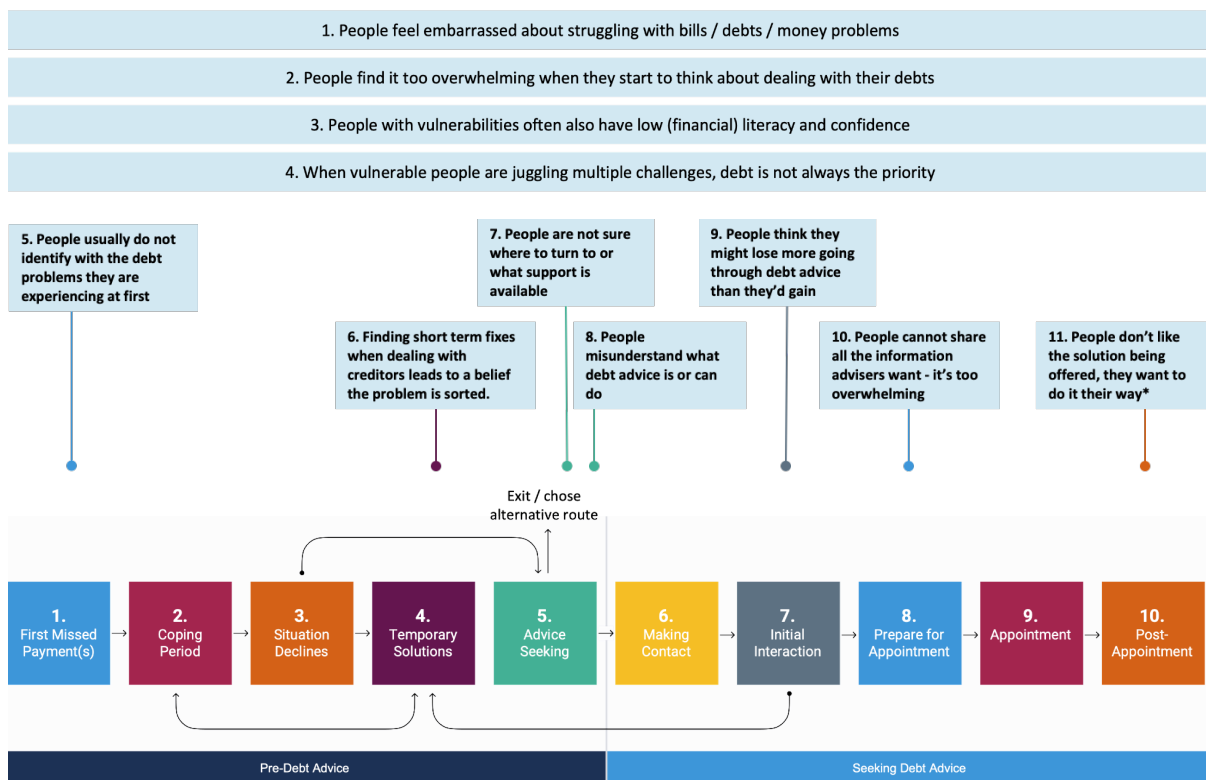 1. People feel embarrassed about struggling with bills / debts / money problems
2. People find it too overwhelming when they start to think about dealing with their debts
3. People with vulnerabilities often also have low (financial) literacy and confidence
4. When vulnerable people are juggling multiple challenges, debt is not always the priority
5. People usually do not
identify with the debt
problems they are
experiencing at first
7. People are not sure
where to turn to or
what support is
available
9. People think they
might lose more going
through debt advice
than they'd gain
6. Finding short term fixes
when dealing with
creditors leads to a belief
the problem is sorted.
8. People
misunderstand what
debt advice is or can
do
10. People cannot share
all the information
advisers want - it's too
overwhelming
11. People don't like
the solution being
offered, they want to
do it their way*
Exit / chose
alternative route
1.
First Missed
Payment(s)
2.
Coping
Period
3.
Situation
Declines
4.
Temporary
Solutions
5.
Advice
Seeking
6.
Making
Contact
7.
Initial
Interaction
8.
Prepare for
Appointment
9.
Appointment
10.
Post-
Appointment
Pre-Debt Advice
Seeking Debt Advice